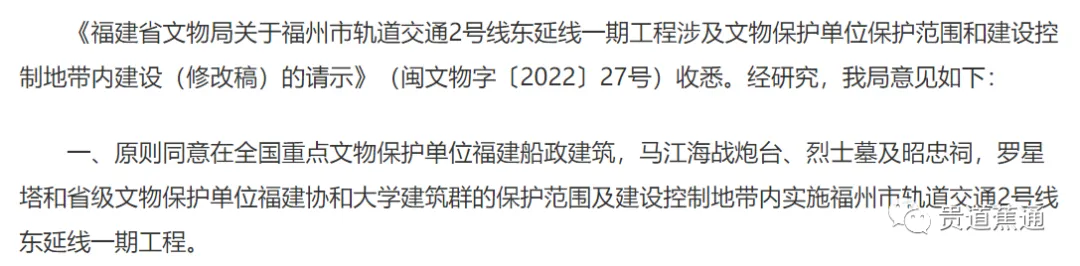 《福建省文物局关于福州市轨道交通2号线东延线一期工程涉及文物保护单位保护范围和建设控
制地带内建设（修改稿）的请示》（闽文物字〔2022〕27号）收悉。经研究，我局意见如下：
一、原则同意在全国重点文物保护单位福建船政建筑，马江海战炮台、烈士墓及昭忠祠，罗星
塔和省级文物保护单位福建协和大学建筑群的保护范围及建设控制地带内实施福州市轨道交通2号线
东延线一期工程。
贵道蕉通